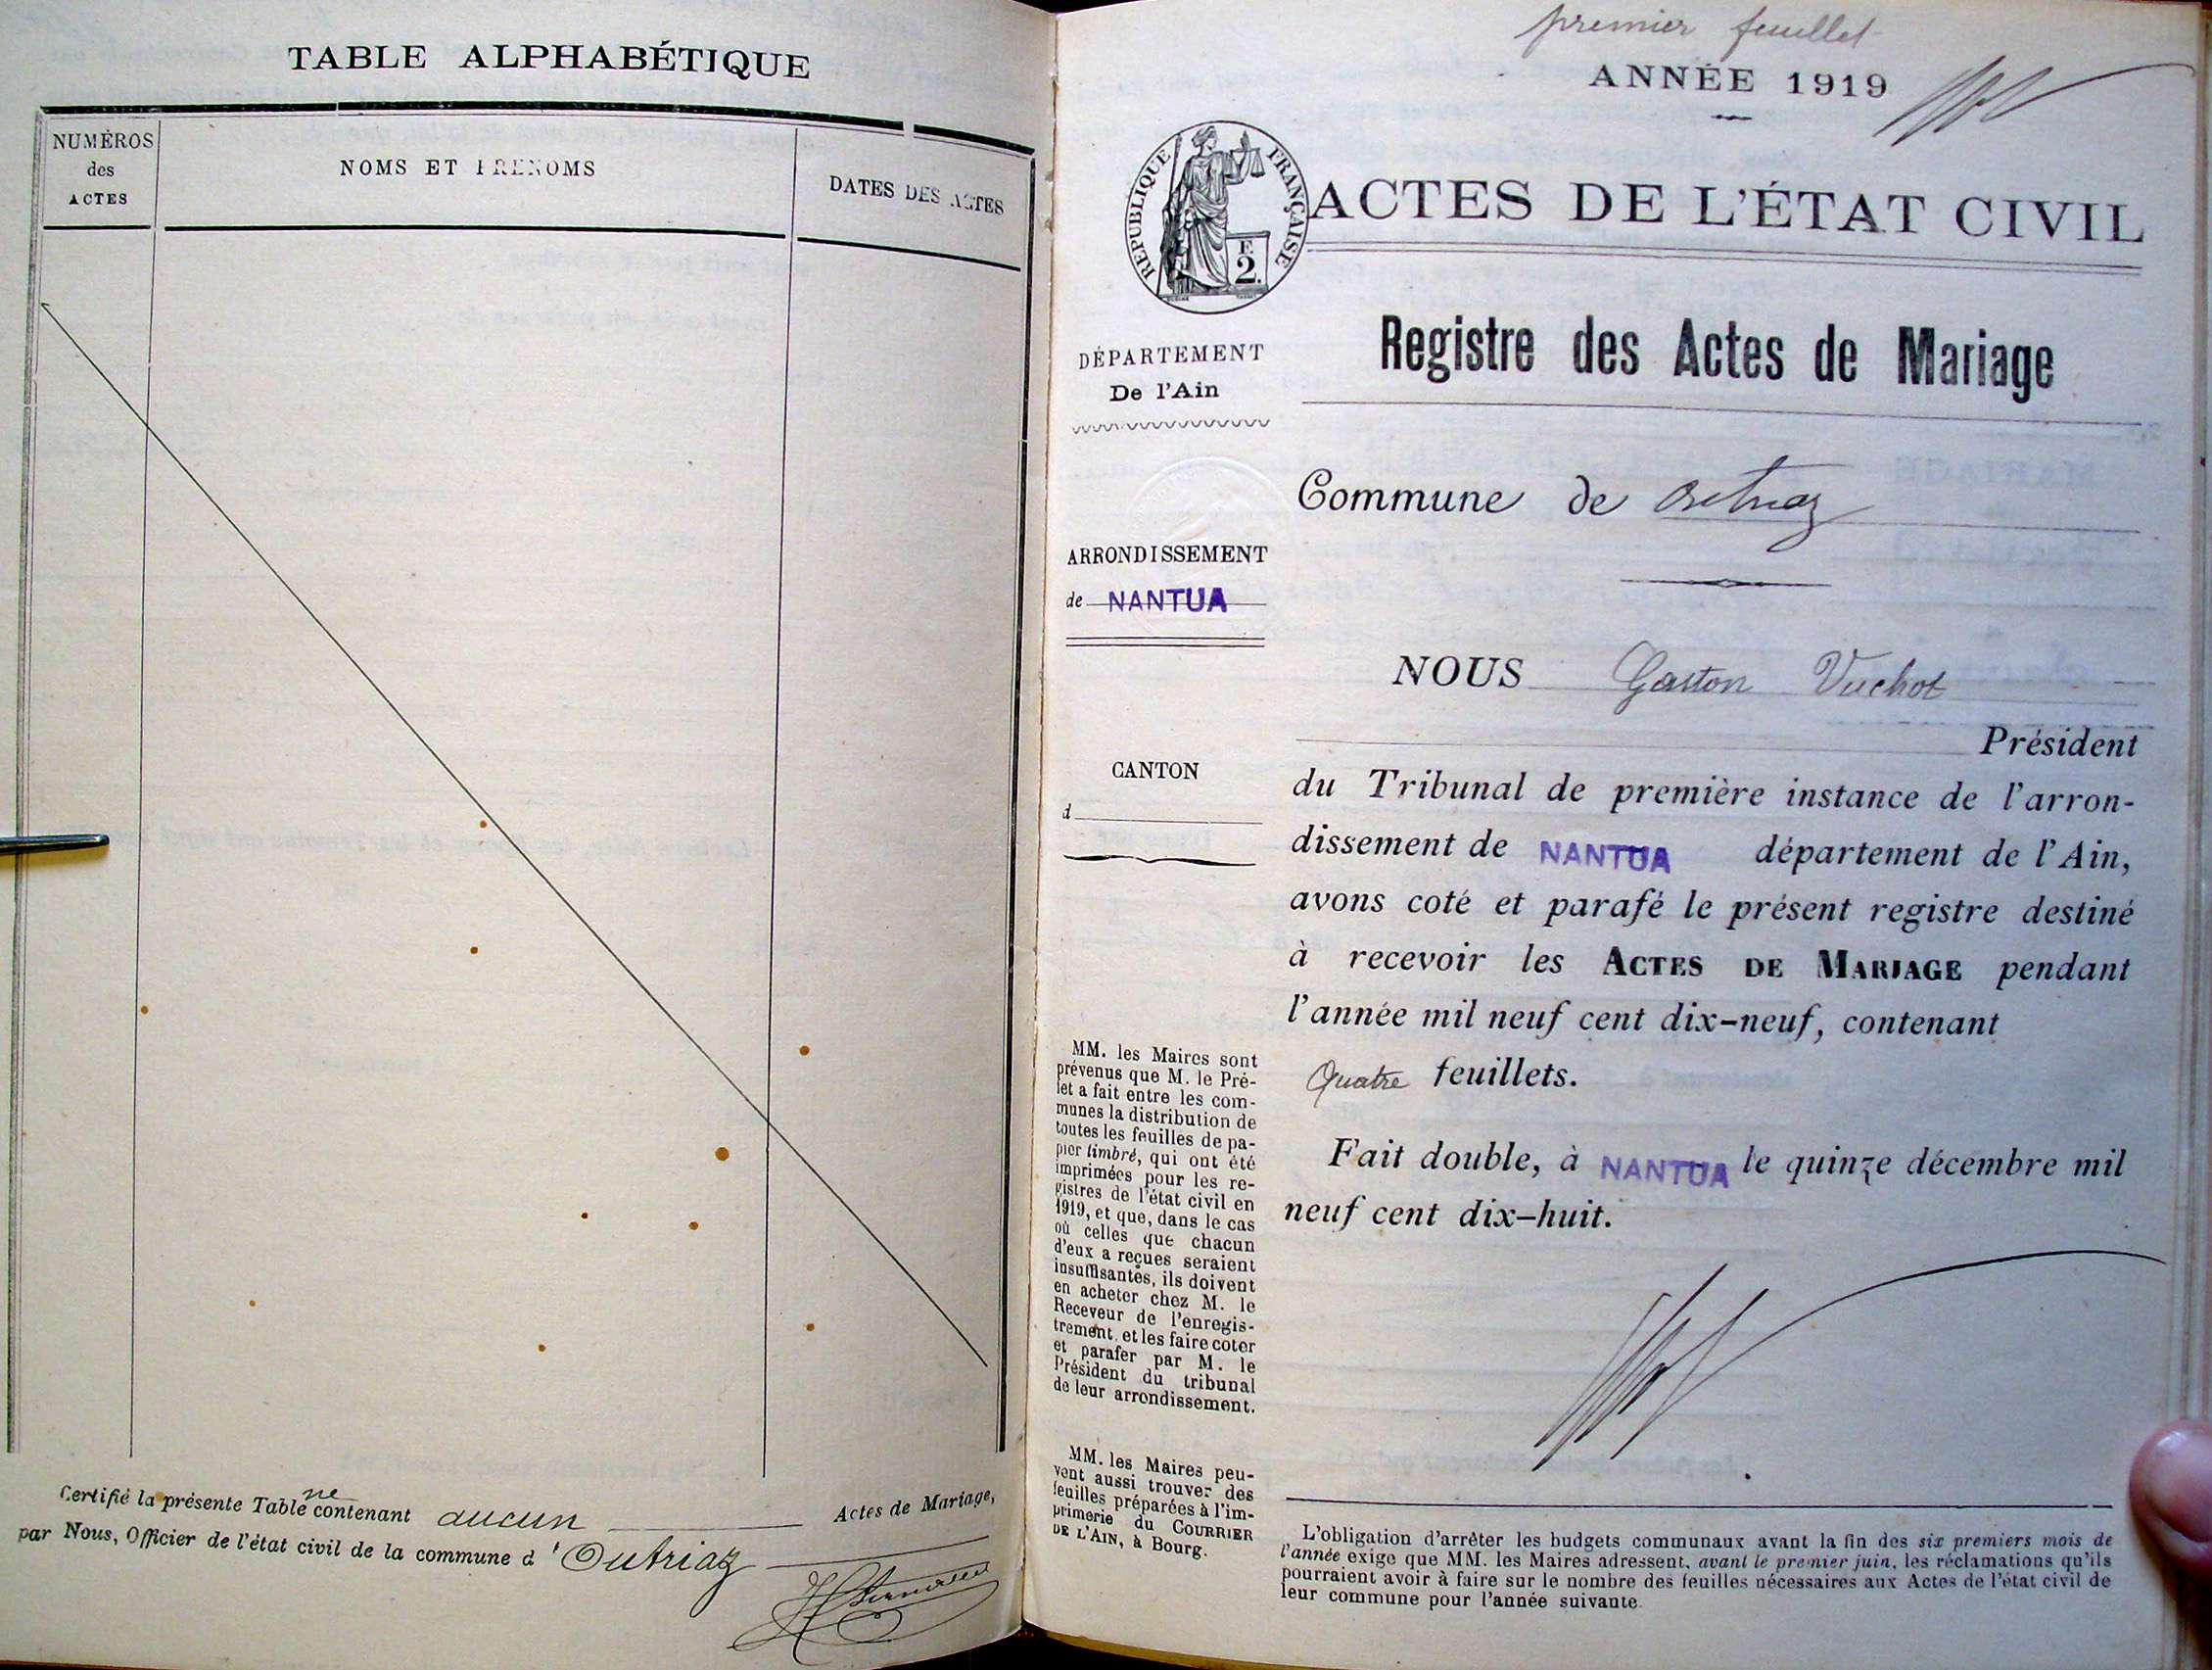 TABLE ALPHABÉTIQUE
NUMÉROS
des
ACTES
NOMS ET PRENOMS
DATES DES ACTES
ne
Certifié la présente Table contenant aucun Actes de Mariage,
par Nous, Officier de l'état civil de la commune d'Outriaz
premier feuillet
ANNÉE 1919
RÉPUBLIQUE FRANÇAISE
E
2.
ACTES DE L'ÉTAT CIVIL
DÉPARTEMENT
De l'Ain
ARRONDISSEMENT
de NANTUA
CANTON
d
MM. les Maires sont
prévenus que M. le Pré-
fet a fait entre les com-
munes la distribution de
toutes les feuilles de pa-
pier timbré, qui ont été
imprimées pour les re-
gistres de l'état civil en
1919, et que, dans le cas
où celles que chacun
d'eux a reçues seraient
insuffisantes, ils doivent
en acheter chez M. le
Receveur de l'enregis-
trement, et les faire coter
et parafer par M. le
Président du tribunal
de leur arrondissement.
MM. les Maires peu-
vent aussi trouver des
feuilles préparées à l'im-
primerie du COURRIER
DE L'AIN, à Bourg.
Registre des Actes de Mariage
Commune de Outriaz
NOUS Gaston Vuchot
Président
du Tribunal de première instance de l'arron-
dissement de NANTUA département de l'Ain,
avons coté et parafé le présent registre destiné
à recevoir les ACTES DE MARIAGE pendant
l'année mil neuf cent dix-neuf, contenant
Quatre feuillets.
Fait double, à NANTUA le quinze décembre mil
neuf cent dix-huit.
L'obligation d'arrêter les budgets communaux avant la fin des six premiers mois de
l'année exige que MM. les Maires adressent, avant le premier juin, les réclamations qu'ils
pourraient avoir à faire sur le nombre des feuilles nécessaires aux Actes de l'état civil de
leur commune pour l'année suivante